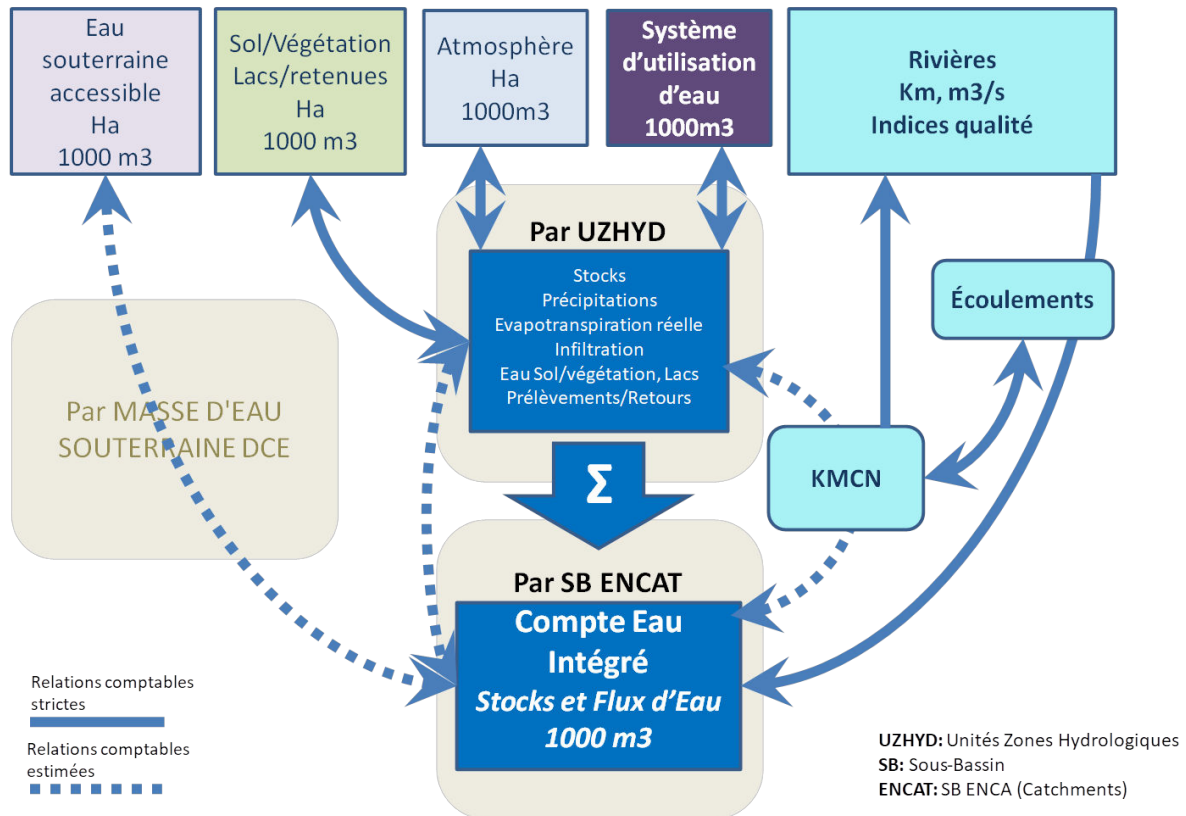 Eau
souterraine
accessible
Ha
1000 m3
Sol/Végétation
Lacs/retenues
Ha
1000 m3
Atmosphère
Ha
1000m3
Système
d'utilisation
d'eau
1000m3
Rivières
Km, m3/s
Indices qualité
Par UZHYD
Stocks
Précipitations
Evapotranspiration réelle
Infiltration
Eau Sol/végétation, Lacs
Prélèvements/Retours
Écoulements
Par MASSE D'EAU
SOUTERRAINE DCE
KMCN
Σ
Par SB ENCAT
Compte Eau
Intégré
Stocks et Flux d'Eau
1000 m3
Relations comptables
strictes
Relations comptables
estimées
UZHYD: Unités Zones Hydrologiques
SB: Sous-Bassin
ENCAT: SB ENCA (Catchments)